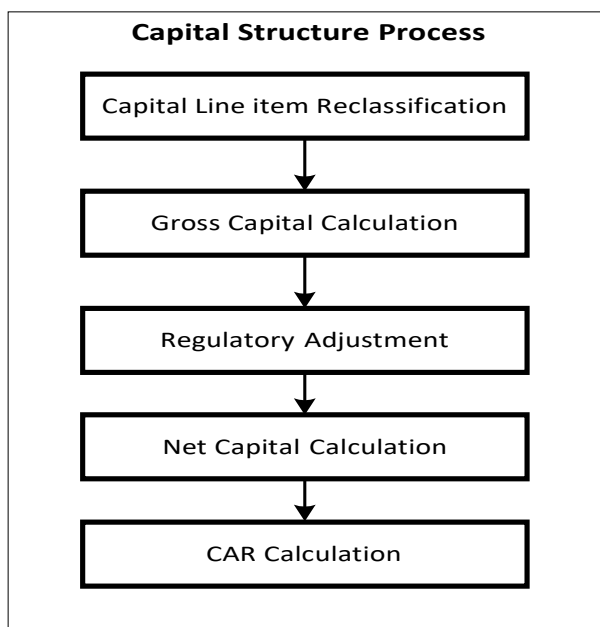 Capital Structure Process
Capital Line item Reclassification
Gross Capital Calculation
Regulatory Adjustment
Net Capital Calculation
CAR Calculation